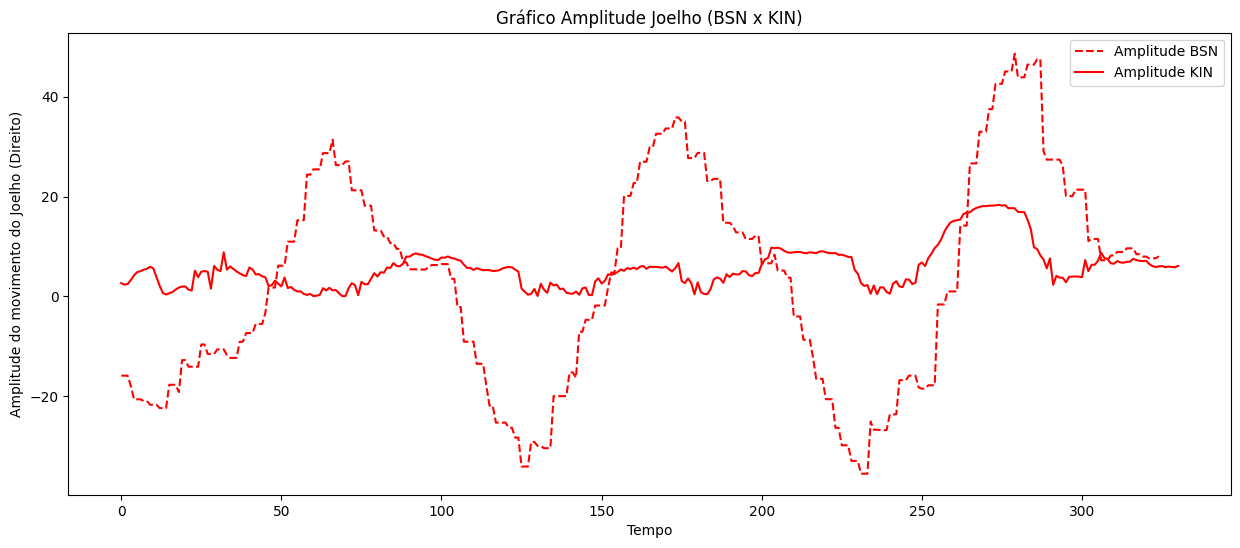 Gráfico Amplitude Joelho (BSN x KIN)
Amplitude BSN
Amplitude KIN
Amplitude do movimento do Joelho (Direito)
40
20
0
−20
0 50 100 150 200 250 300
Tempo